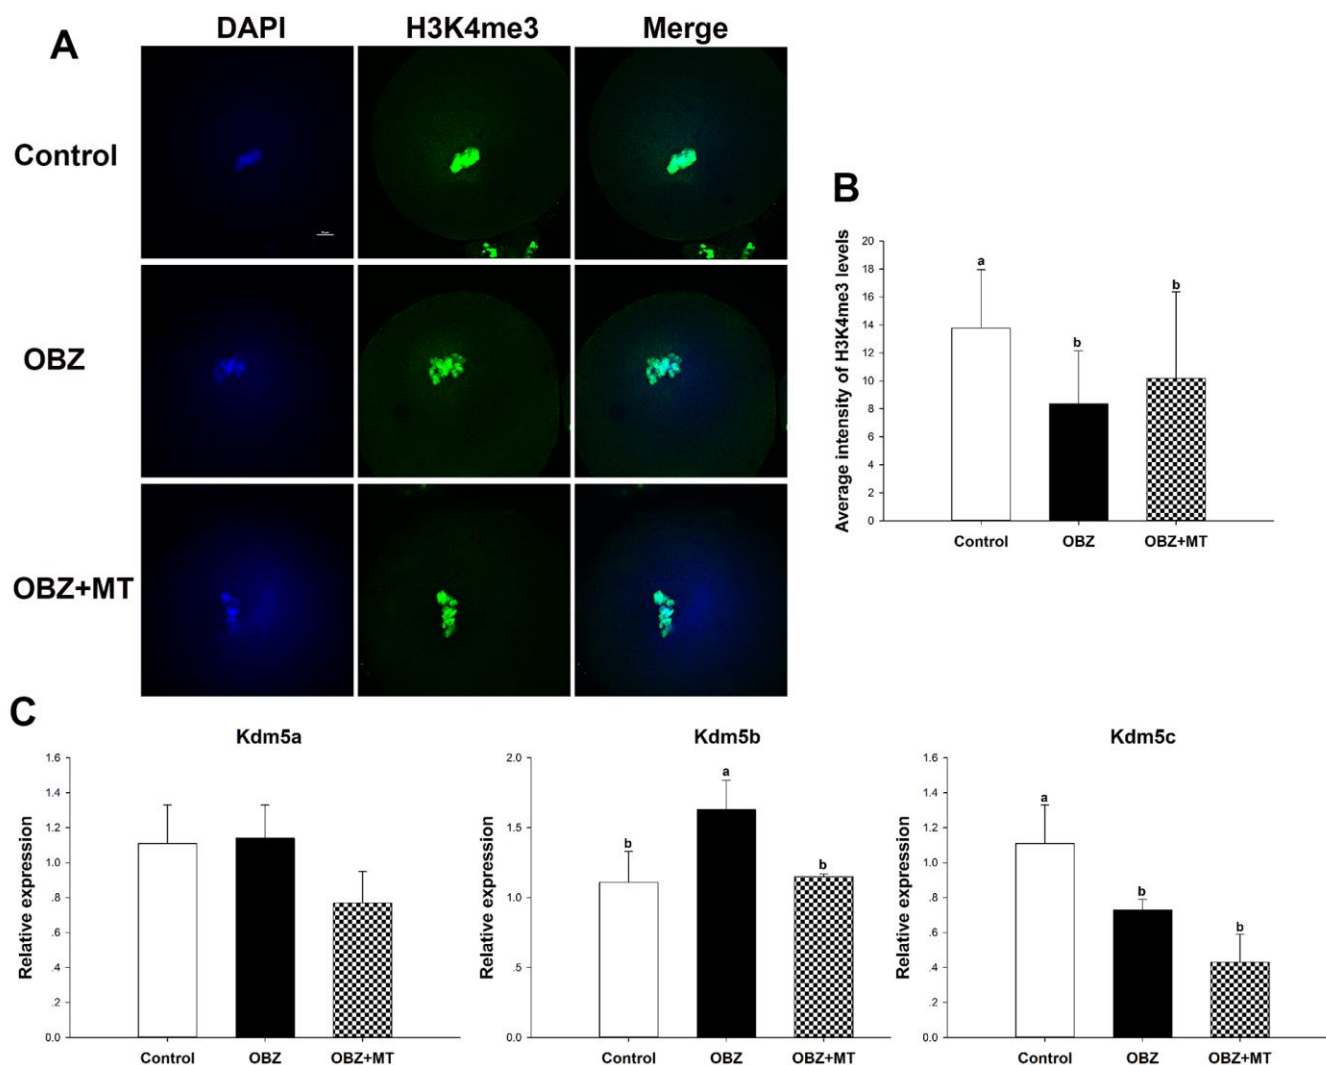 A
DAPI H3K4me3 Merge
Control
OBZ
OBZ+MT
B
Average intensity of H3K4me3 levels
20
18
16
14
12
10
8
6
4
2
0
a
b
b
Control OBZ OBZ+MT
C
Kdm5a
Relative expression
1.6
1.4
1.2
1.0
.8
.6
.4
.2
0.0
Control OBZ OBZ+MT
Kdm5b
Relative expression
2.0
1.5
1.0
.5
0.0
b
a
b
Control OBZ OBZ+MT
Kdm5c
Relative expression
1.6
1.4
1.2
1.0
.8
.6
.4
.2
0.0
a
b
b
Control OBZ OBZ+MT